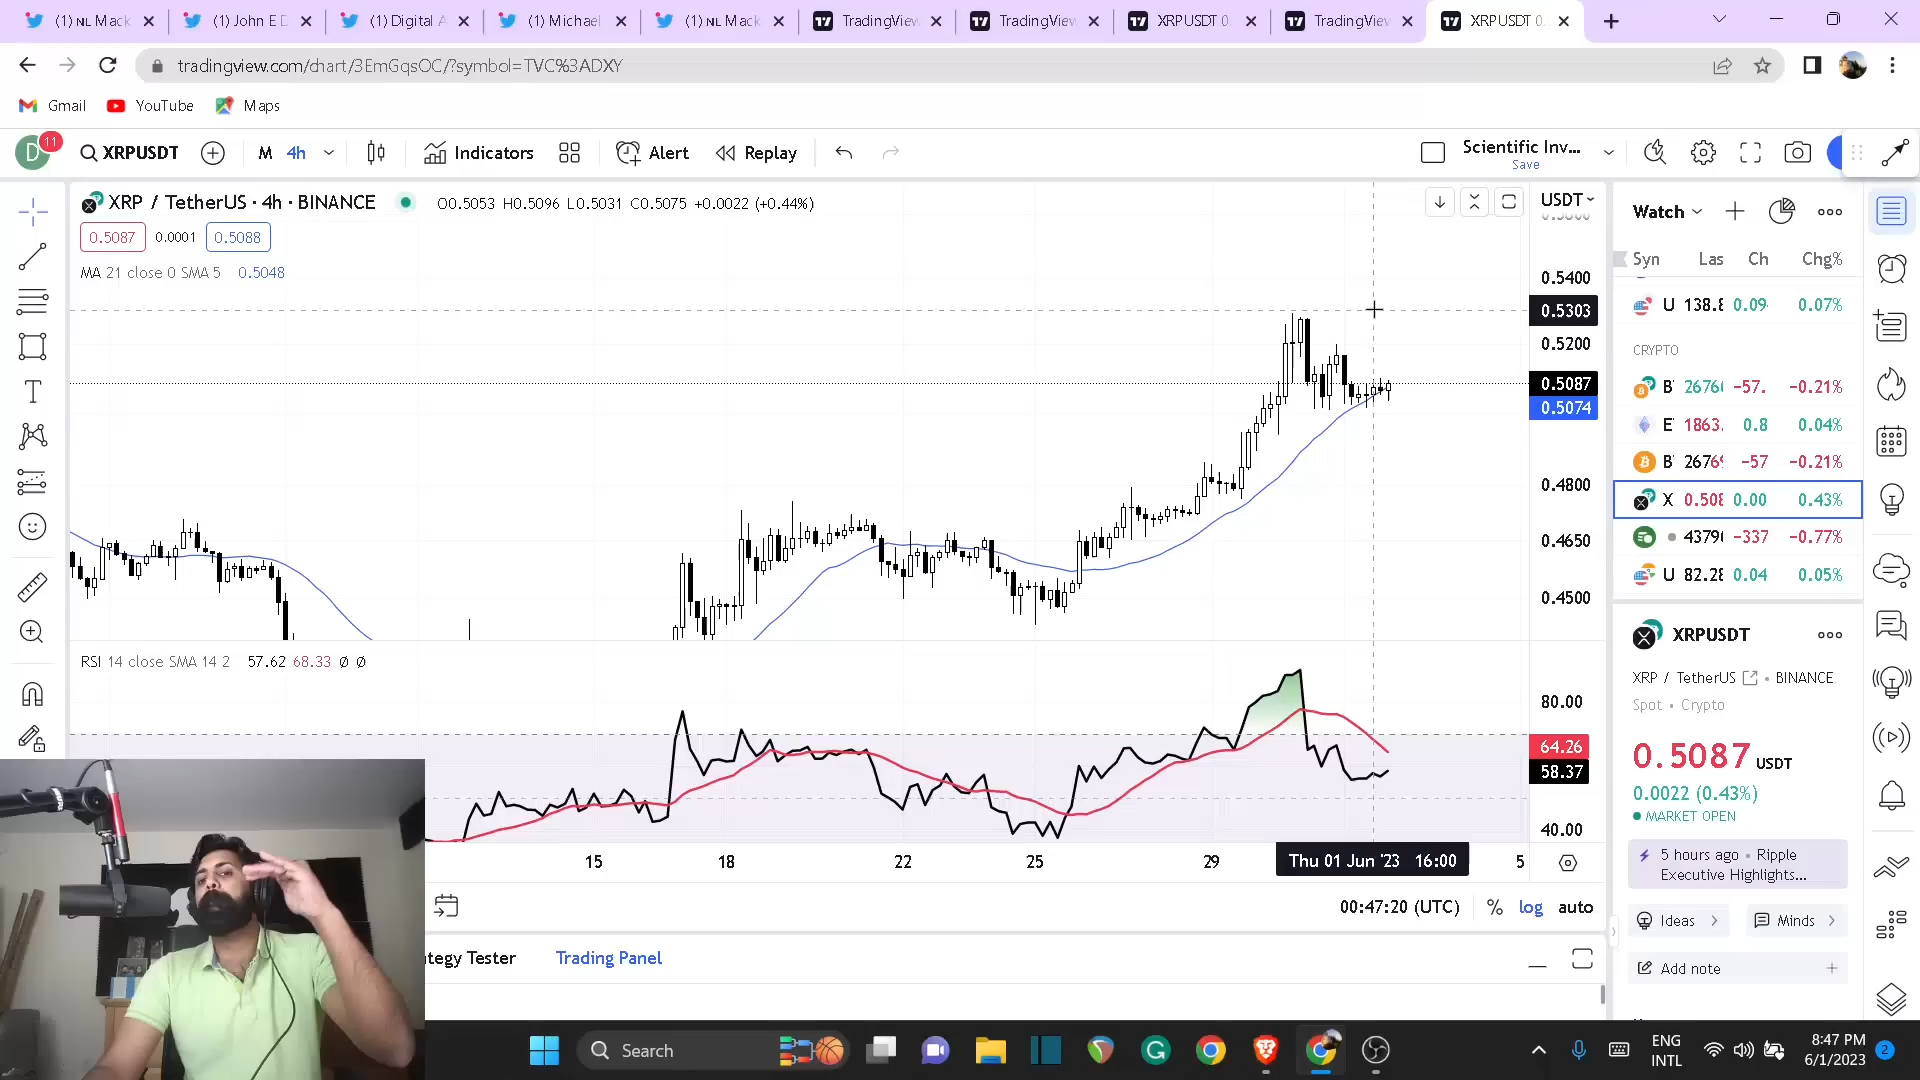 (1) NL Mack
(1) John E D
(1) Digital A
(1) Michael
(1) NL Mack
TradingView
TradingView
XRPUSDT 0.
TradingView
XRPUSDT 0.
tradingview.com/chart/3EmGqsOC/?symbol=TVC%3ADXY
Gmail
YouTube
Maps
D
11
XRPUSDT
M
4h
Indicators
Alert
Replay
Scientific Inv...
Save
XRP / TetherUS · 4h · BINANCE
O0.5053 H0.5096 L0.5031 C0.5075 +0.0022 (+0.44%)
0.5087
0.0001
0.5088
MA 21 close 0 SMA 5 0.5048
USDT
0.5400
0.5303
0.5200
0.5087
0.5074
0.4800
0.4650
0.4500
RSI 14 close SMA 14 2 57.62 68.33 Ø Ø
80.00
64.26
58.37
40.00
15
18
22
25
29
Thu 01 Jun '23 16:00
5
00:47:20 (UTC)
%
log
auto
ategy Tester
Trading Panel
Watch
Syn
Las
Ch
Chg%
U 138.8 0.09 0.07%
CRYPTO
B 2676 -57. -0.21%
E 1863. 0.8 0.04%
B 2676 -57 -0.21%
X 0.508 0.00 0.43%
4379 -337 -0.77%
U 82.28 0.04 0.05%
XRPUSDT
XRP / TetherUS • BINANCE
Spot • Crypto
0.5087 USDT
0.0022 (0.43%)
MARKET OPEN
5 hours ago • Ripple
Executive Highlights...
Ideas
Minds
Add note
Search
ENG
INTL
8:47 PM
6/1/2023
2